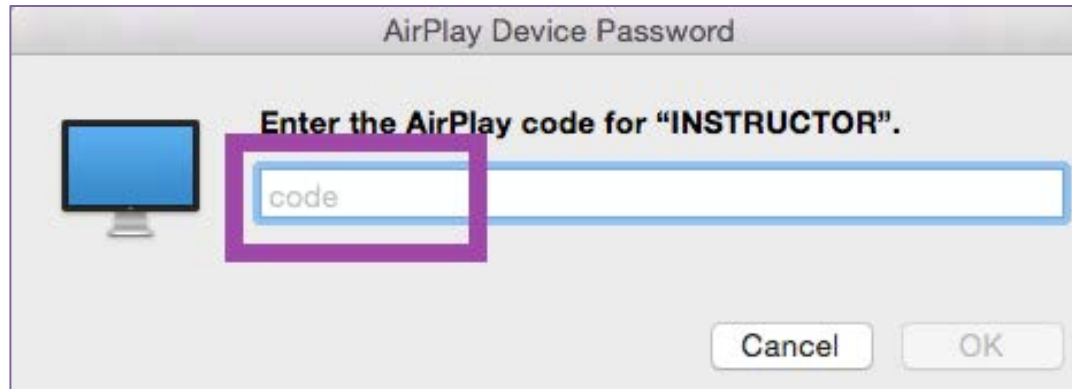 AirPlay Device Password
Enter the AirPlay code for “INSTRUCTOR”.
code
Cancel OK